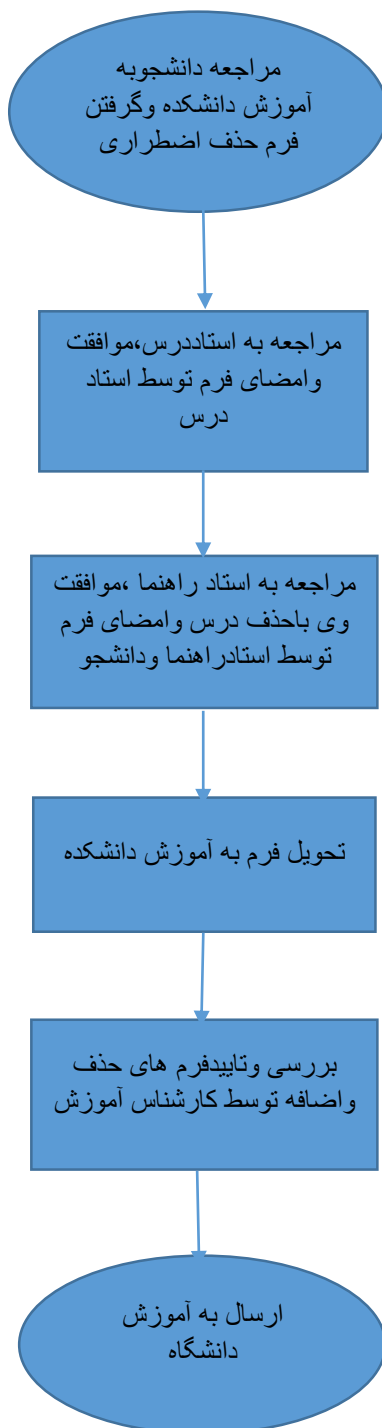 مراجعه دانشجوبه
آموزش دانشکده وگرفتن
فرم حذف اضطراری
مراجعه به استاددرس،موافقت
وامضای فرم توسط استاد
درس
مراجعه به استاد راهنما ،موافقت
وی باحذف درس وامضای فرم
توسط استادراهنما ودانشجو
تحویل فرم به آموزش دانشکده
بررسی وتاییدفرم های حذف
واضافه توسط کارشناس آموزش
ارسال به آموزش
دانشگاه